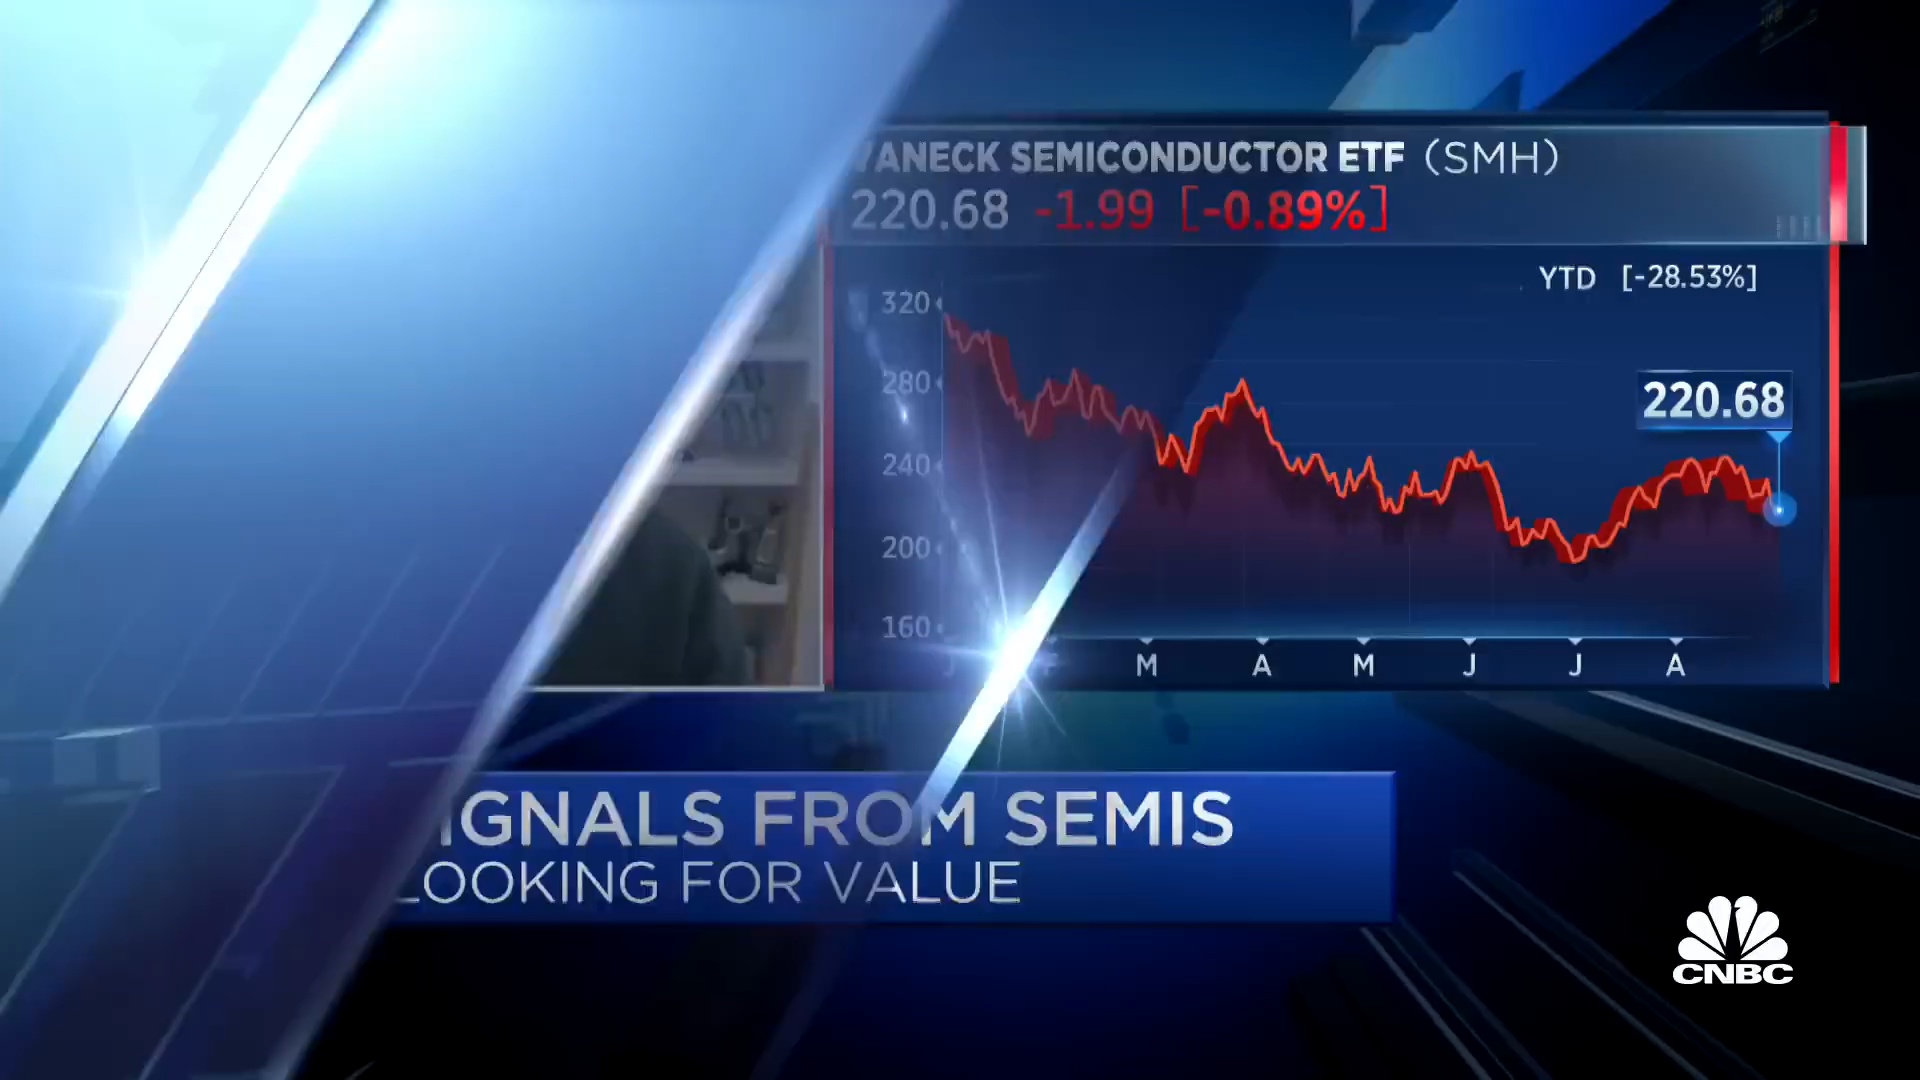 VANECK SEMICONDUCTOR ETF (SMH)
220.68 -1.99 [-0.89%]
YTD [-28.53%]
320
280
240
200
160
220.68
J F M A M J J A
IGNALS FROM SEMIS
LOOKING FOR VALUE
CNBC